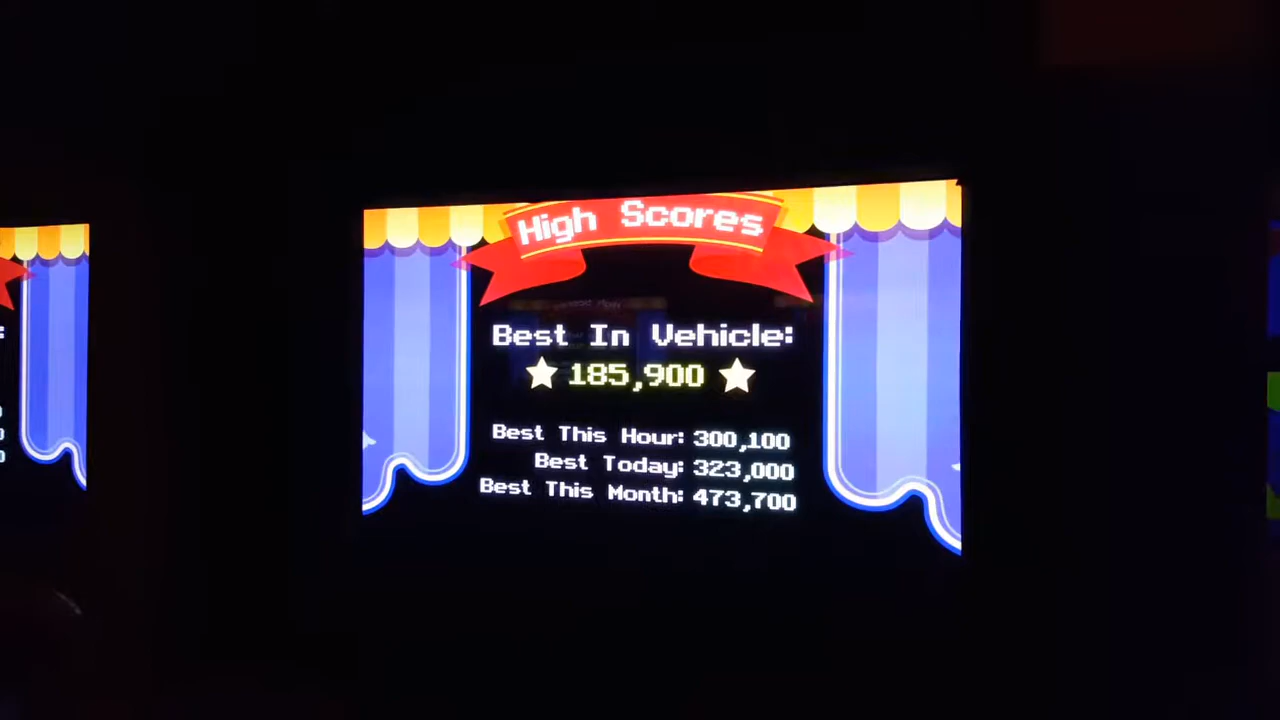 High Scores
Best In Vehicle:
185,900
Best This Hour: 300,100
Best Today: 323,000
Best This Month: 473,700